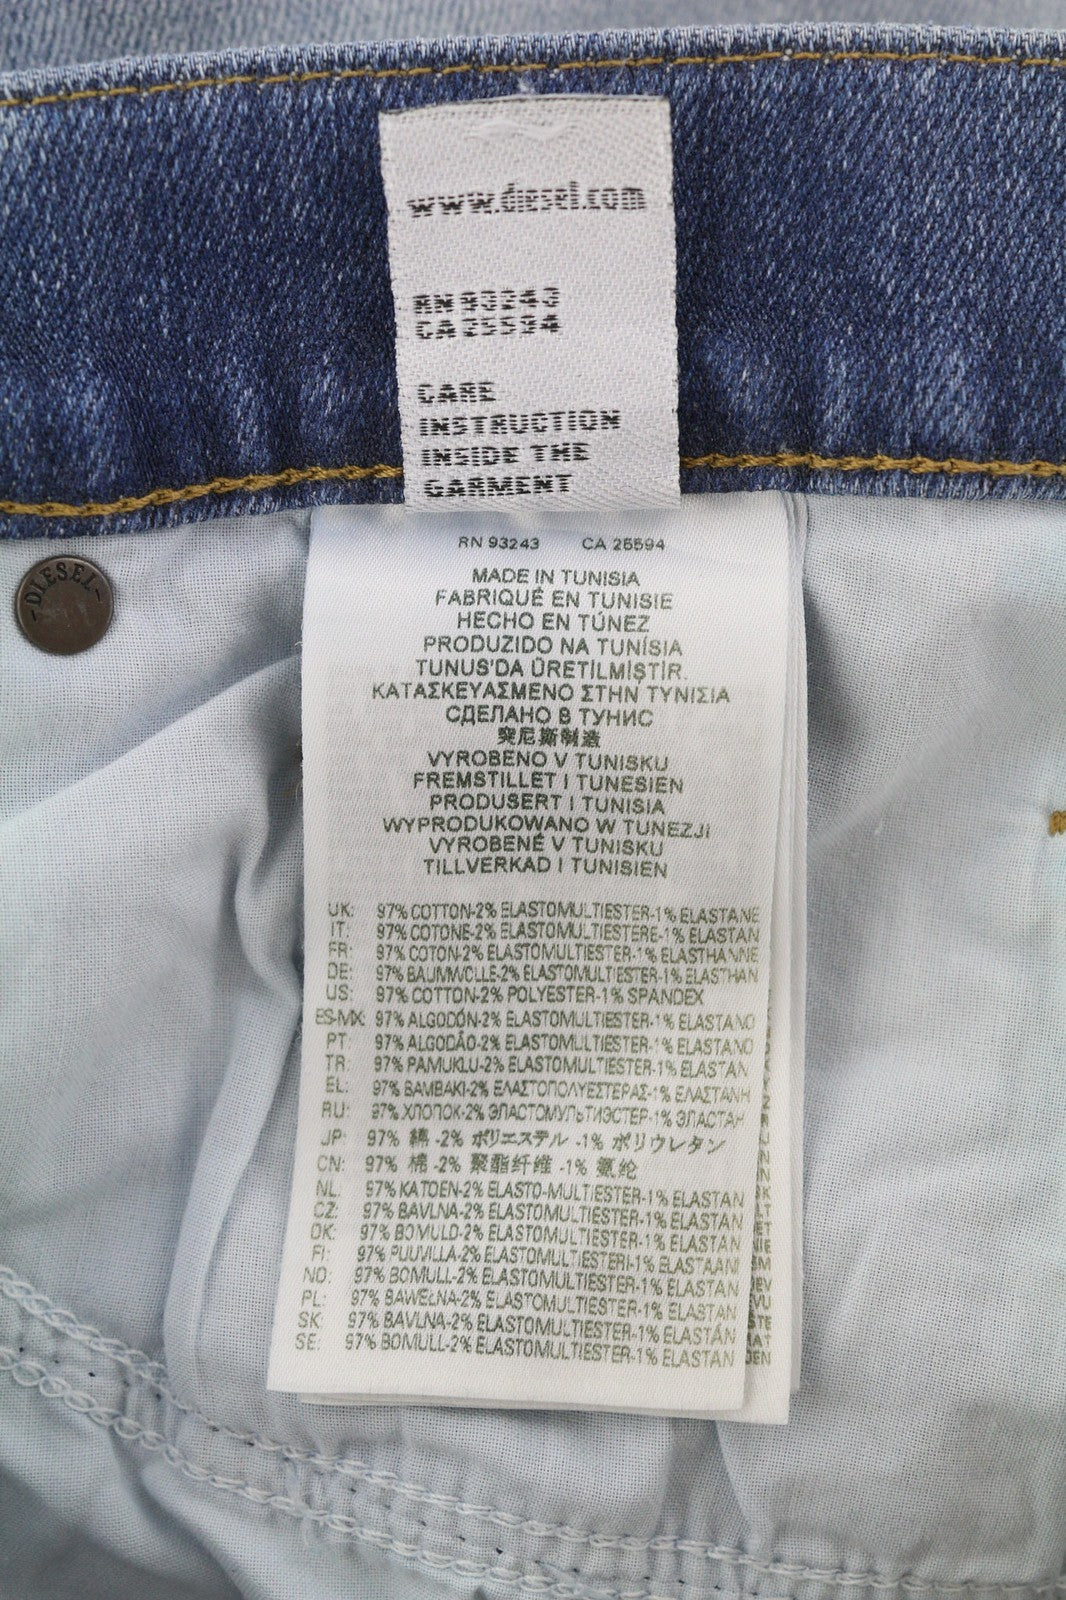 www.diesel.com
RN 93243
CA 25594
CARE
INSTRUCTION
INSIDE THE
GARMENT
-DIESEL-
RN 93243 CA 25594
MADE IN TUNISIA
FABRIQUÉ EN TUNISIE
HECHO EN TÚNEZ
PRODUZIDO NA TUNÍSIA
TUNUS'DA ÜRETİLMİŞTİR.
ΚΑΤΑΣΚΕΥΑΣΜΕΝΟ ΣΤΗΝ ΤΥΝΙΣΙΑ
СДЕЛАНО В ТУНИС
突尼斯制造
VYROBENO V TUNISKU
FREMSTILLET I TUNESIEN
PRODUSERT I TUNISIA
WYPRODUKOWANO W TUNEZJI
VYROBENÉ V TUNISKU
TILLVERKAD I TUNISIEN
UK: 97% COTTON-2% ELASTOMULTIESTER-1% ELASTANE
IT: 97% COTONE-2% ELASTOMULTIESTERE-1% ELASTAN
FR: 97% COTON-2% ELASTOMULTIESTER-1% ELASTHANNE
DE: 97% BAUMWOLLE-2% ELASTOMULTIESTER-1% ELASTHAN
US: 97% COTTON-2% POLYESTER-1% SPANDEX
ES-MX: 97% ALGODÓN-2% ELASTOMULTIESTER-1% ELASTANO
PT: 97% ALGODÃO-2% ELASTOMULTIESTER-1% ELASTANO
TR: 97% PAMUKLU-2% ELASTOMULTIESTER-1% ELASTAN
EL: 97% ΒΑΜΒΑΚΙ-2% ΕΛΑΣΤΟΠΟΛΥΕΣΤΕΡΑΣ-1% ΕΛΑΣΤΑΝΗ
RU: 97% ХЛОПОК-2% ЭЛАСТОМУЛЬТИЭСТЕР-1% ЭЛАСТАН
JP: 97% 綿 -2% ポリエステル -1% ポリウレタン
CN: 97% 棉 -2% 聚酯纤维 -1% 氨纶
NL: 97% KATOEN-2% ELASTO-MULTIESTER-1% ELASTAN
CZ: 97% BAVLNA-2% ELASTOMULTIESTER-1% ELASTAN
DK: 97% BOMULD-2% ELASTOMULTIESTER-1% ELASTAN
FI: 97% PUUVILLA-2% ELASTOMULTIESTERI-1% ELASTAANI
NO: 97% BOMULL-2% ELASTOMULTIESTER-1% ELASTAN
PL: 97% BAWEŁNA-2% ELASTOMULTIESTER-1% ELASTAN
SK: 97% BAVLNA-2% ELASTOMULTIESTER-1% ELASTÁN
SE: 97% BOMULL-2% ELASTOMULTIESTER-1% ELASTAN